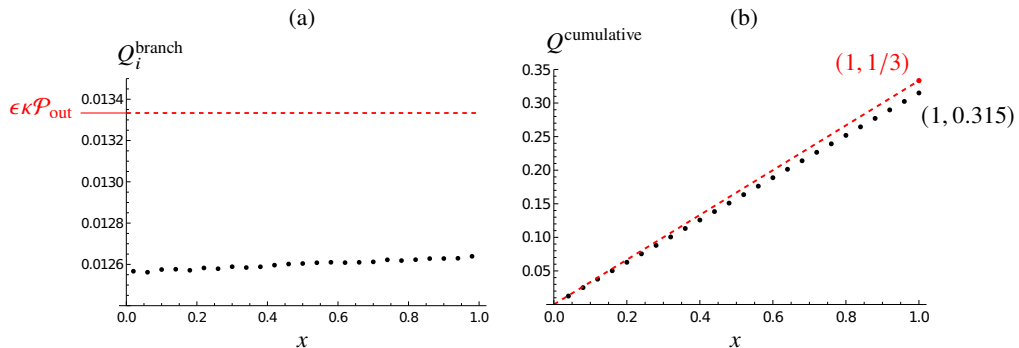 (a)
Q_i^branch
0.0134
ϵκ𝒫_out
0.0132
0.0130
0.0128
0.0126
0.0 0.2 0.4 0.6 0.8 1.0
x
(b)
Q^cumulative
0.35
(1, 1/3)
0.30
(1, 0.315)
0.25
0.20
0.15
0.10
0.05
0.0 0.2 0.4 0.6 0.8 1.0
x